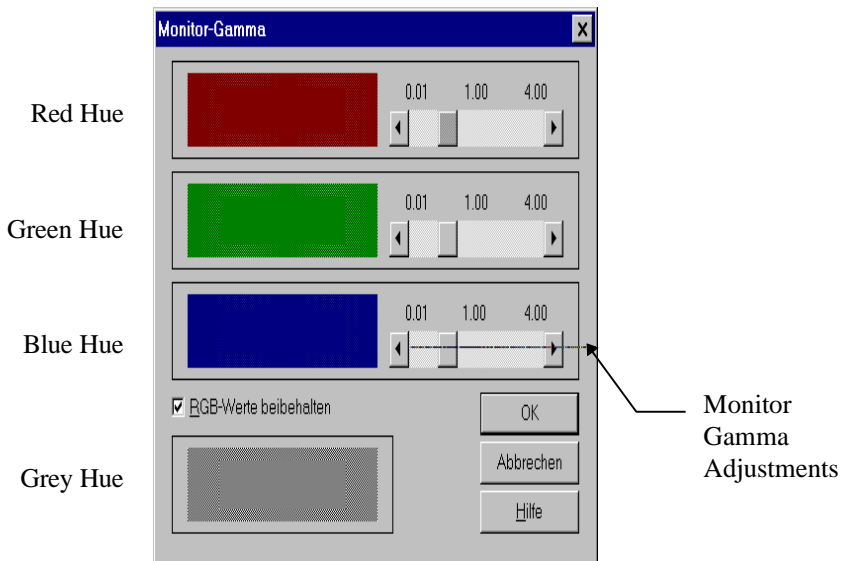 Monitor-Gamma
Red Hue
0.01 1.00 4.00
Green Hue
0.01 1.00 4.00
Blue Hue
0.01 1.00 4.00
RGB-Werte beibehalten
OK
Monitor
Gamma
Adjustments
Abbrechen
Grey Hue
Hilfe